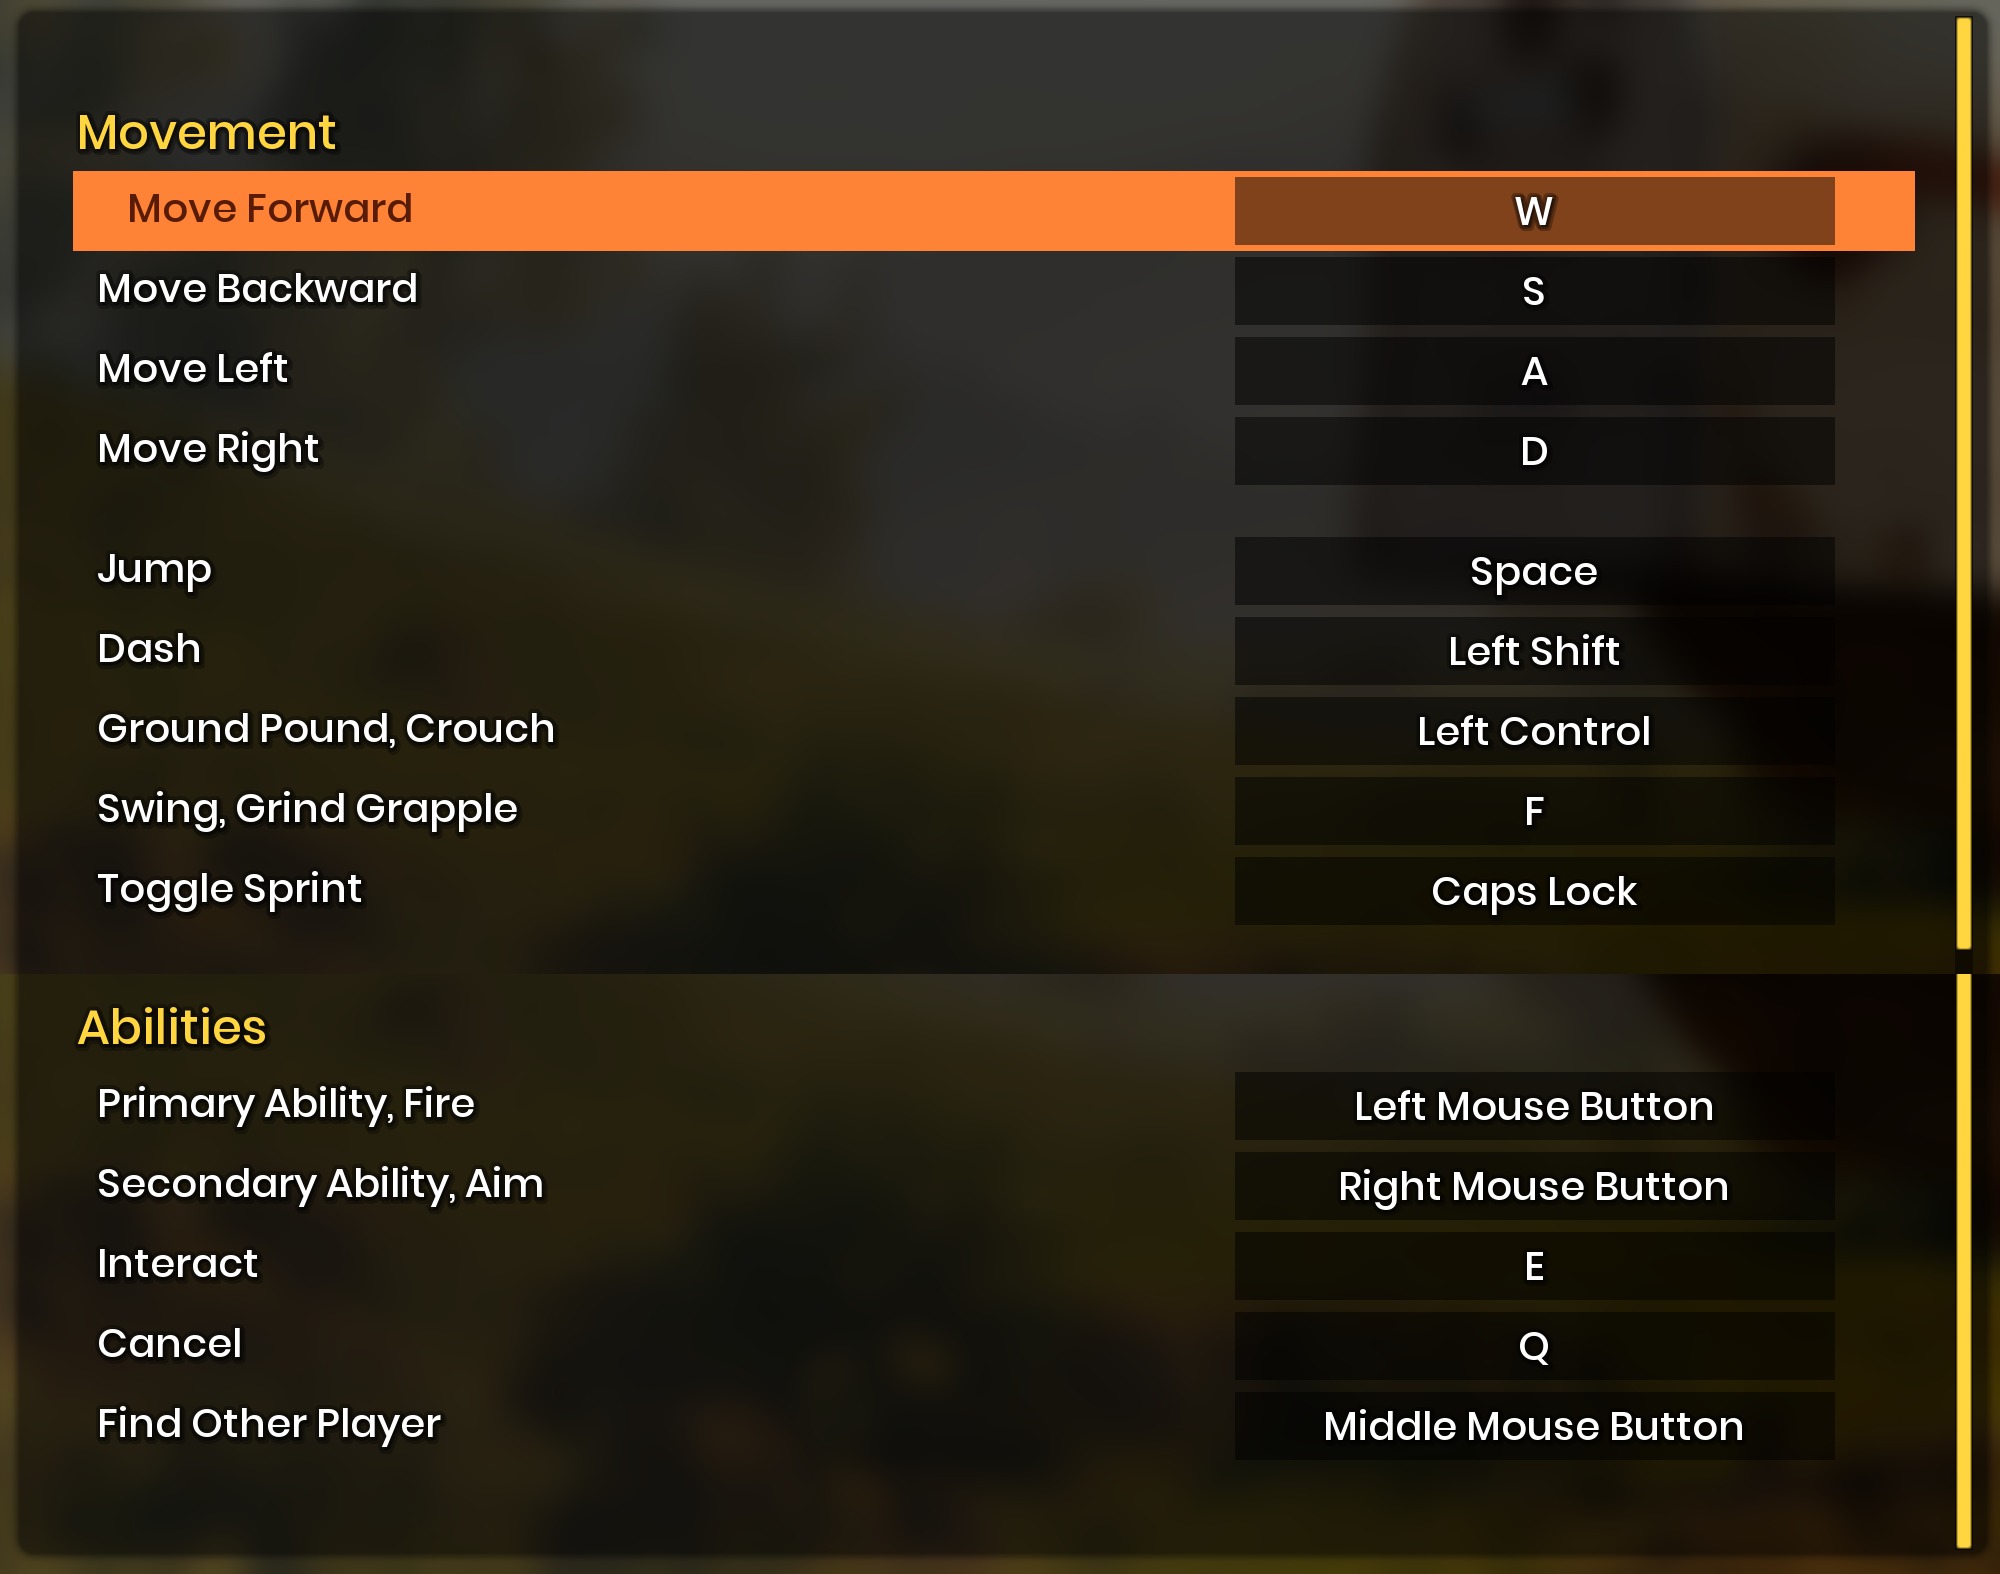 Movement
Move Forward W
Move Backward S
Move Left A
Move Right D
Jump Space
Dash Left Shift
Ground Pound, Crouch Left Control
Swing, Grind Grapple F
Toggle Sprint Caps Lock
Abilities
Primary Ability, Fire Left Mouse Button
Secondary Ability, Aim Right Mouse Button
Interact E
Cancel Q
Find Other Player Middle Mouse Button